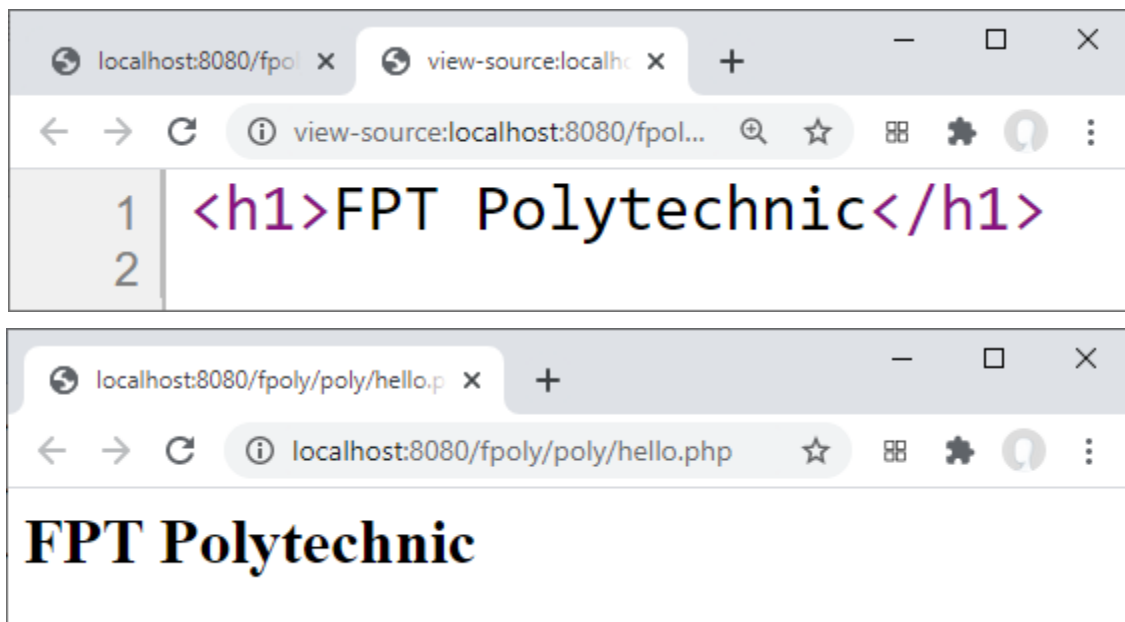 localhost:8080/fpol
view-source:localho
view-source:localhost:8080/fpol...
1 <h1>FPT Polytechnic</h1>
2
localhost:8080/fpoly/poly/hello.p
localhost:8080/fpoly/poly/hello.php
FPT Polytechnic